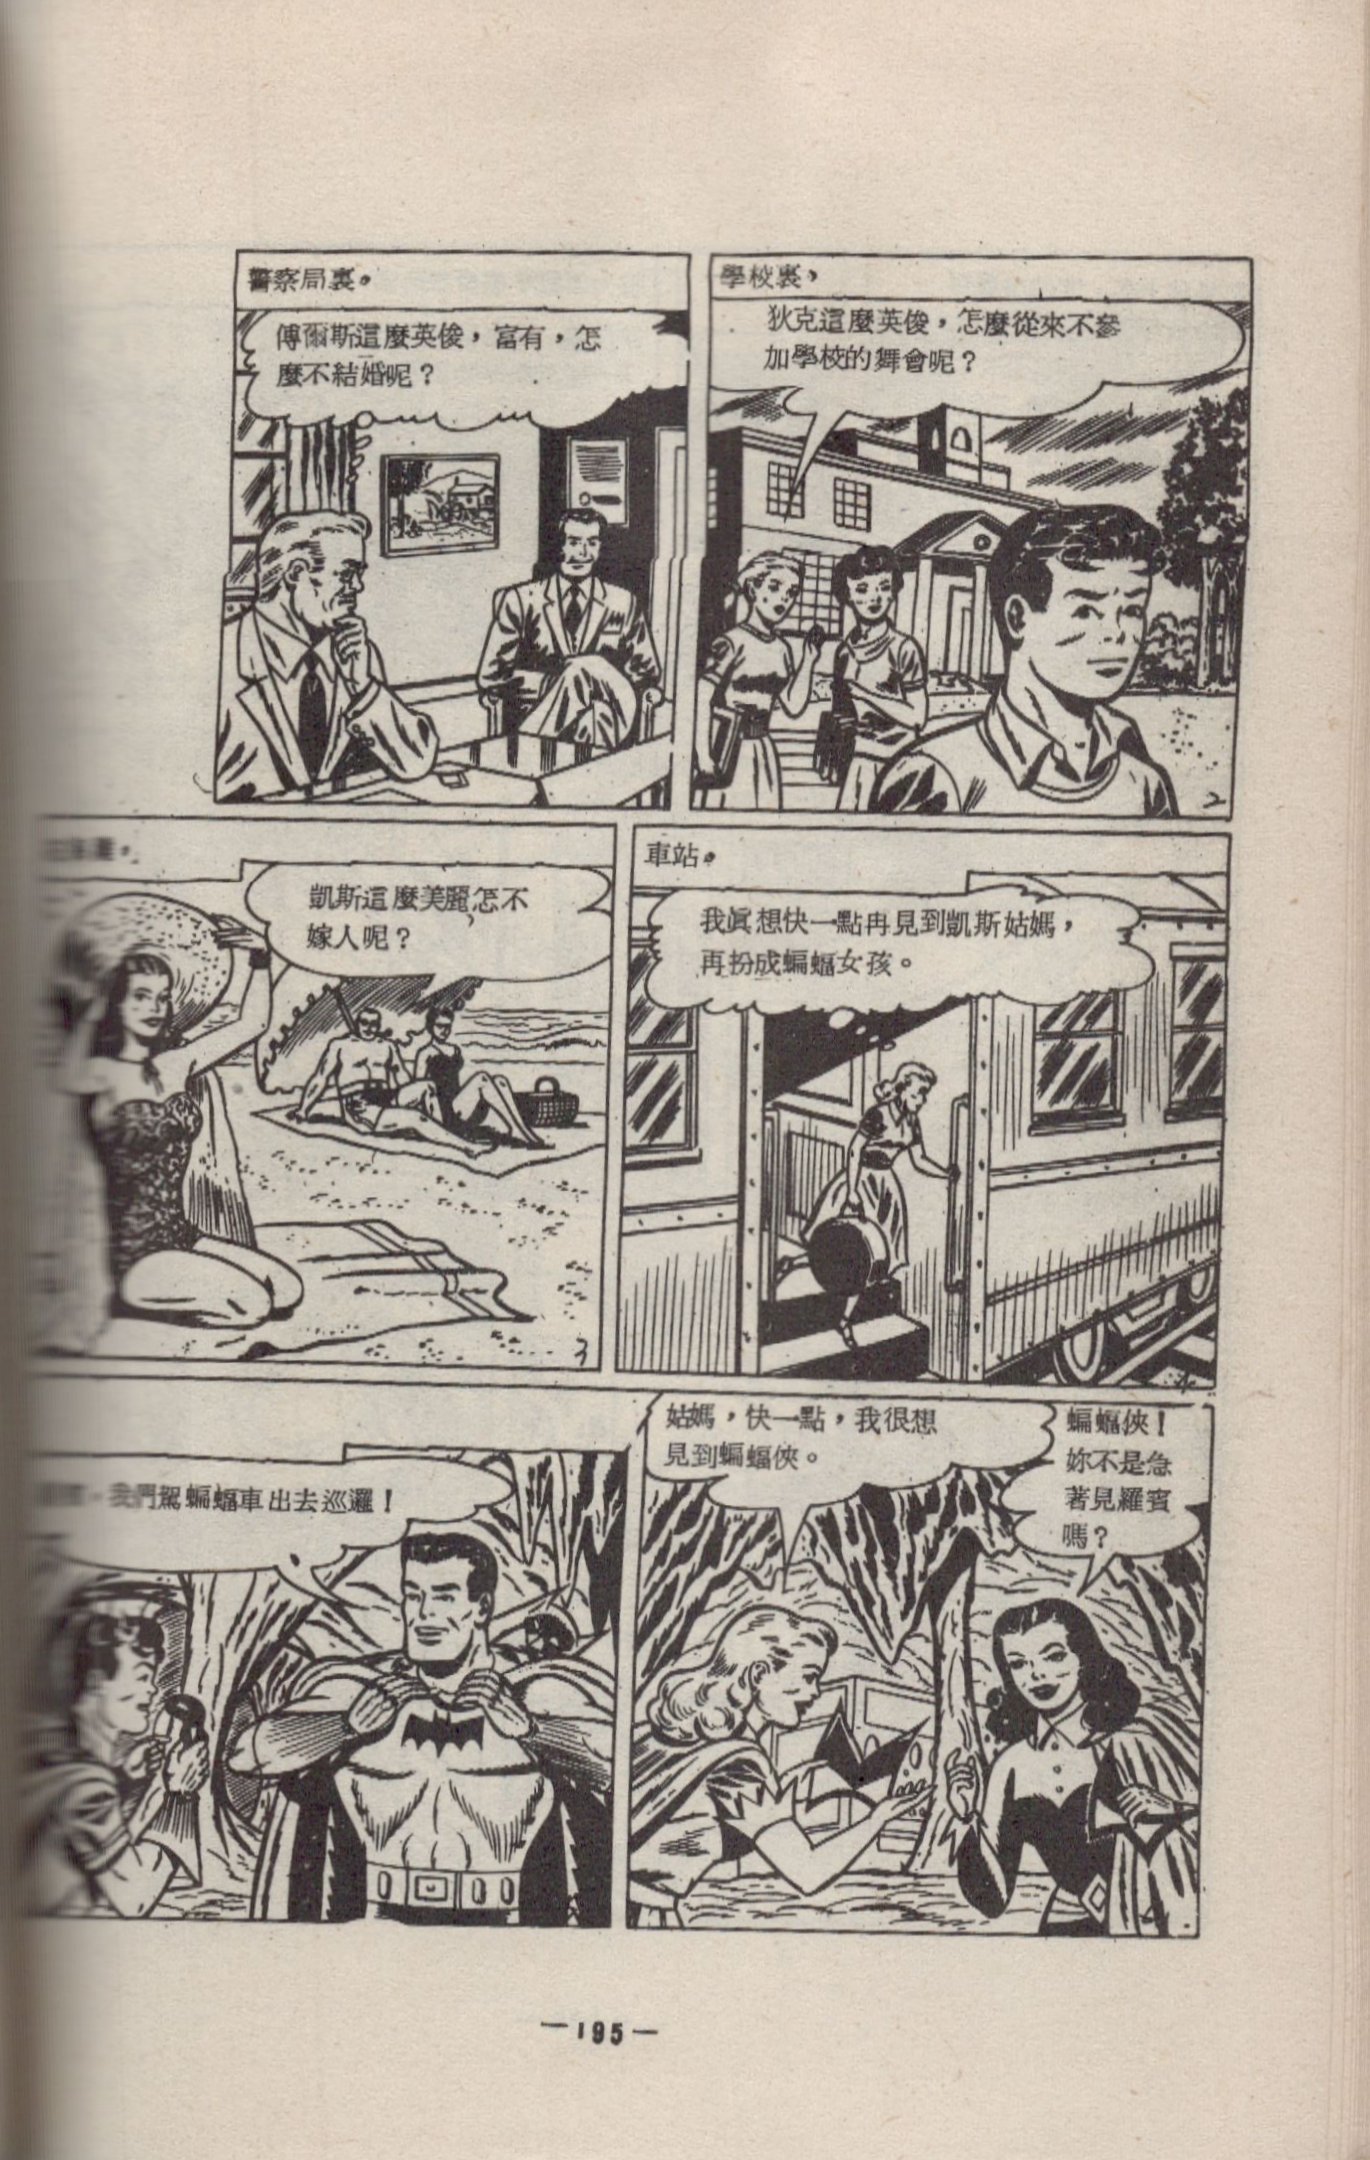 警察局裏。
傅爾斯這麼英俊，富有，怎
麼不結婚呢？
學校裏，
狄克這麼英俊，怎麼從來不參
加學校的舞會呢？
2
凱斯這麼美麗怎不
嫁人呢？
3
車站。
我眞想快一點再見到凱斯姑媽，
再扮成蝙蝠女孩。
4
我們駕蝙蝠車出去巡邏！
姑媽，快一點，我很想
見到蝙蝠俠。
蝙蝠俠！
妳不是急
著見羅賓
嗎？
—195—